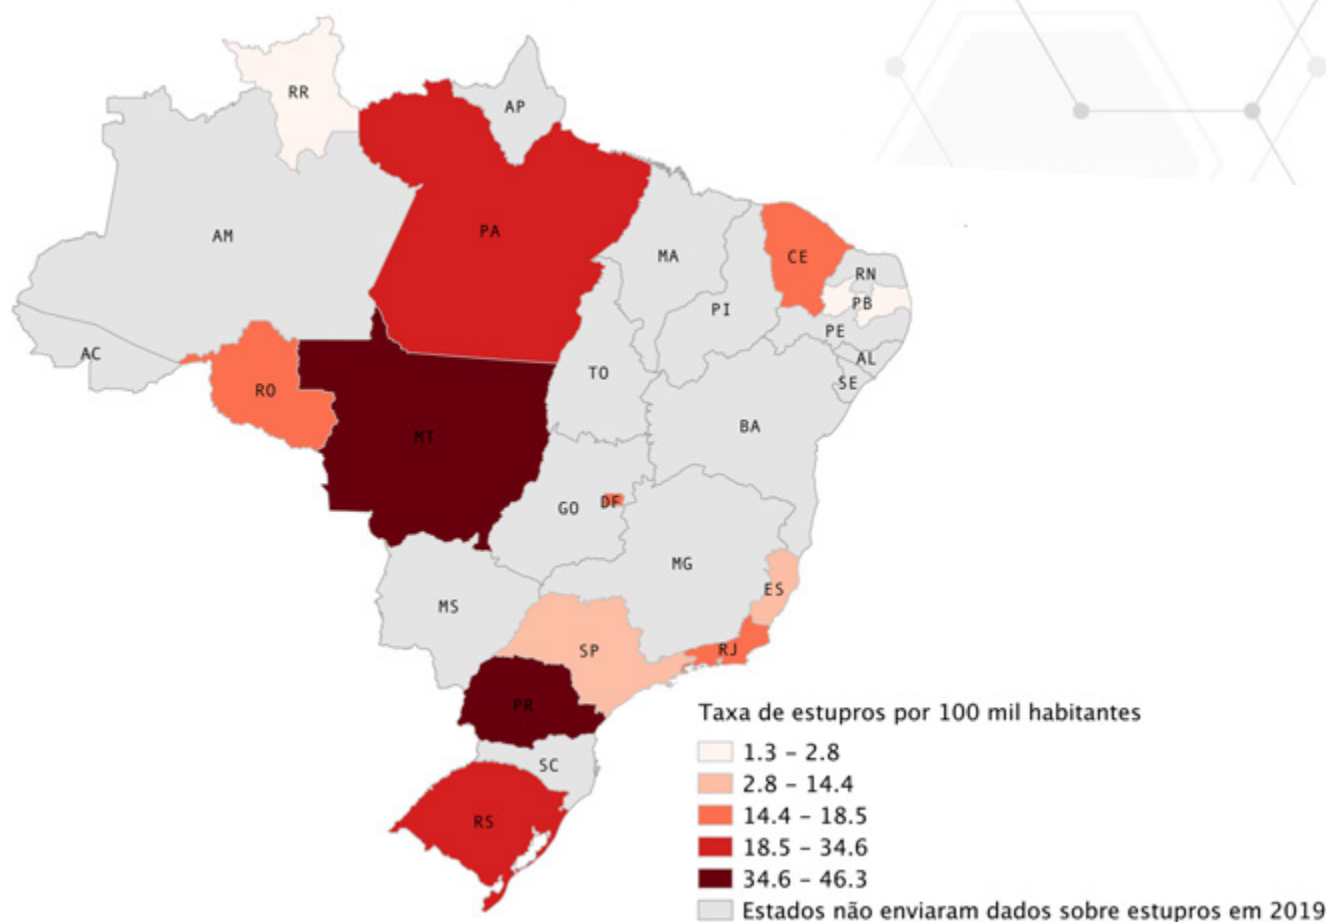 RR
AP
PA
AM
MA
CE
RN
PB
PI
PE
AL
SE
AC
TO
RO
BA
MT
DF
GO
MG
ES
MS
SP
RJ
PR
SC
RS
Taxa de estupros por 100 mil habitantes
1.3 – 2.8
2.8 – 14.4
14.4 – 18.5
18.5 – 34.6
34.6 – 46.3
Estados não enviaram dados sobre estupros em 2019